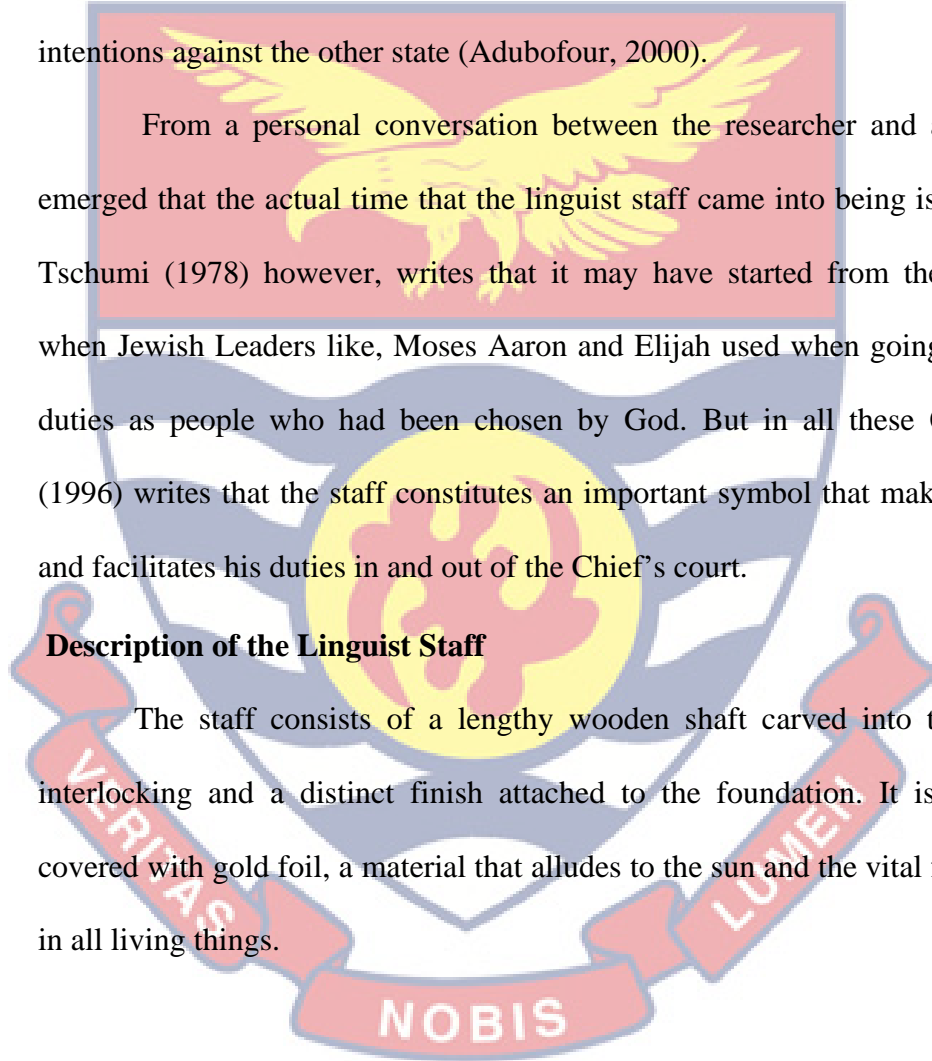 intentions against the other state (Adubofour, 2000).
From a personal conversation between the researcher and
emerged that the actual time that the linguist staff came into being is
Tschumi (1978) however, writes that it may have started from the
when Jewish Leaders like, Moses Aaron and Elijah used when going
duties as people who had been chosen by God. But in all these
(1996) writes that the staff constitutes an important symbol that mak
and facilitates his duties in and out of the Chief's court.
Description of the Linguist Staff
The staff consists of a lengthy wooden shaft carved into
interlocking and a distinct finish attached to the foundation. It is
covered with gold foil, a material that alludes to the sun and the vital
in all living things.
VERITAS
NOBIS
LUMEN